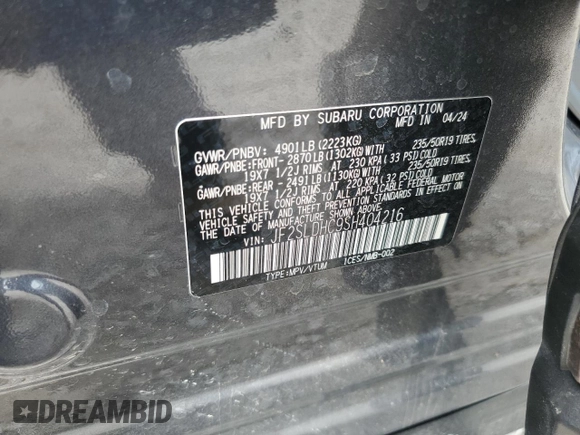 MFD BY SUBARU CORPORATION
MFD IN 04/24
GVWR/PNBV: 4901LB(2223KG)
GAWR/PNBE:FRONT- 2870LB(1302KG)WITH 235/50R19 TIRES,
19X7 1/2J RIMS AT 230 KPA(33 PSI)COLD
GAWR/PNBE:REAR - 2491LB(1130KG)WITH 235/50R19 TIRES,
19X7 1/2J RIMS AT 220 KPA(32 PSI)COLD
THIS VEHICLE CONFORMS TO ALL APPLICABLE FEDERAL MOTOR
VEHICLE SAFETY, BUMPER, AND THEFT PREVENTION STANDARDS
IN EFFECT ON THE DATE OF MANUFACTURE SHOWN ABOVE.
VIN: JF2SLDHC9SH404216
TYPE:MPV/VTUM ICES/NMB-002
DREAMBID